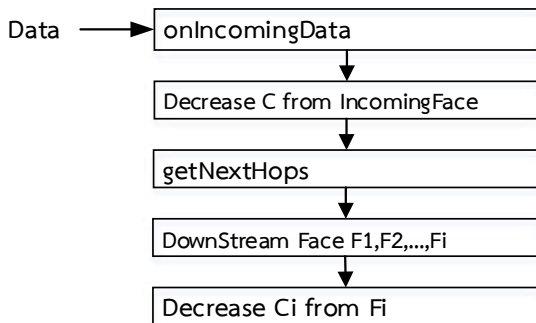 Data
onIncomingData
Decrease C from IncomingFace
getNextHops
DownStream Face F1,F2,...,Fi
Decrease Ci from Fi